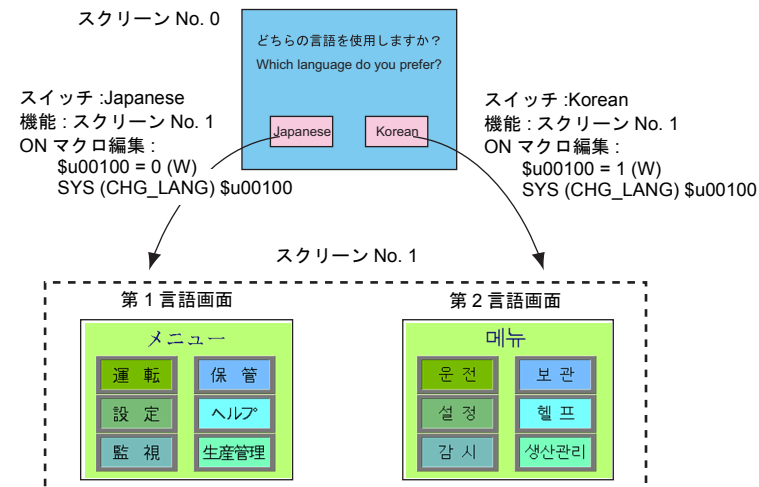 スクリーン No. 0
どちらの言語を使用しますか？
Which language do you prefer?
Japanese
Korean
スイッチ :Japanese
機能 : スクリーン No. 1
ON マクロ編集 :
$u00100 = 0 (W)
SYS (CHG_LANG) $u00100
スイッチ :Korean
機能 : スクリーン No. 1
ON マクロ編集 :
$u00100 = 1 (W)
SYS (CHG_LANG) $u00100
スクリーン No. 1
第 1 言語画面
メニュー
運 転
保 管
設 定
ヘルプ
監 視
生産管理
第 2 言語画面
메뉴
운 전
보 관
설 정
헬 프
감 시
생산관리